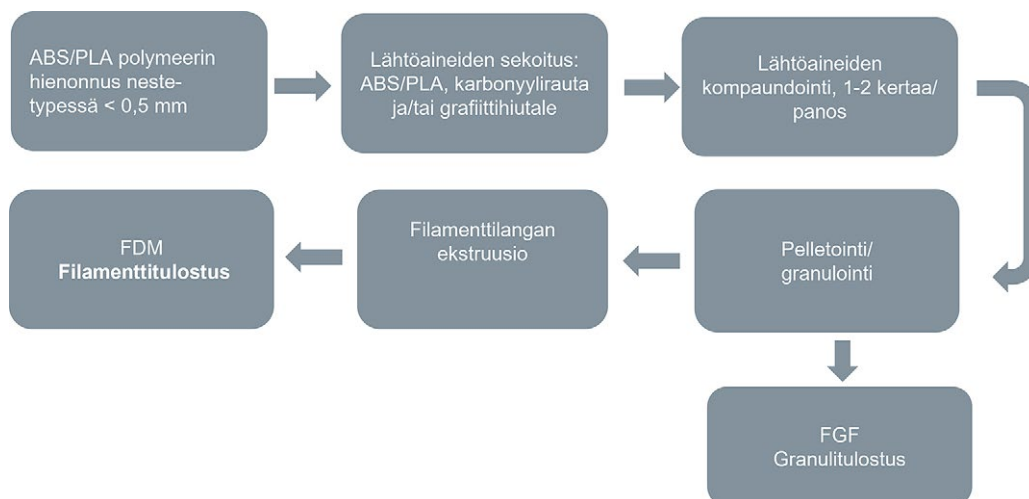 ABS/PLA polymeerin
hienonnus neste-
typessä < 0,5 mm
Lähtöaineiden sekoitus:
ABS/PLA, karbonyylirauta
ja/tai grafiittihiutale
Lähtöaineiden
kompaundointi, 1-2 kertaa/
panos
Pelletointi/
granulointi
Filamenttilangan
ekstruusio
FDM
Filamenttitulostus
FGF
Granulitulostus